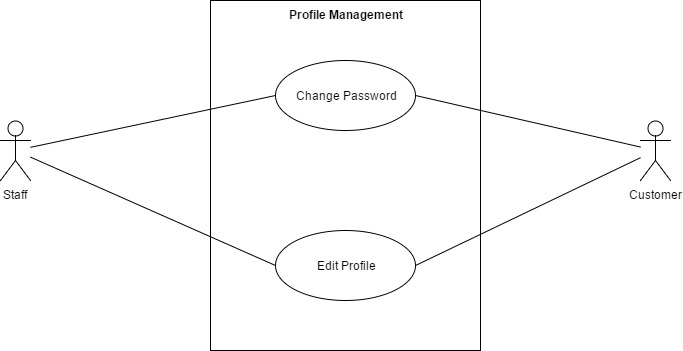 Profile Management
Change Password
Staff
Customer
Edit Profile